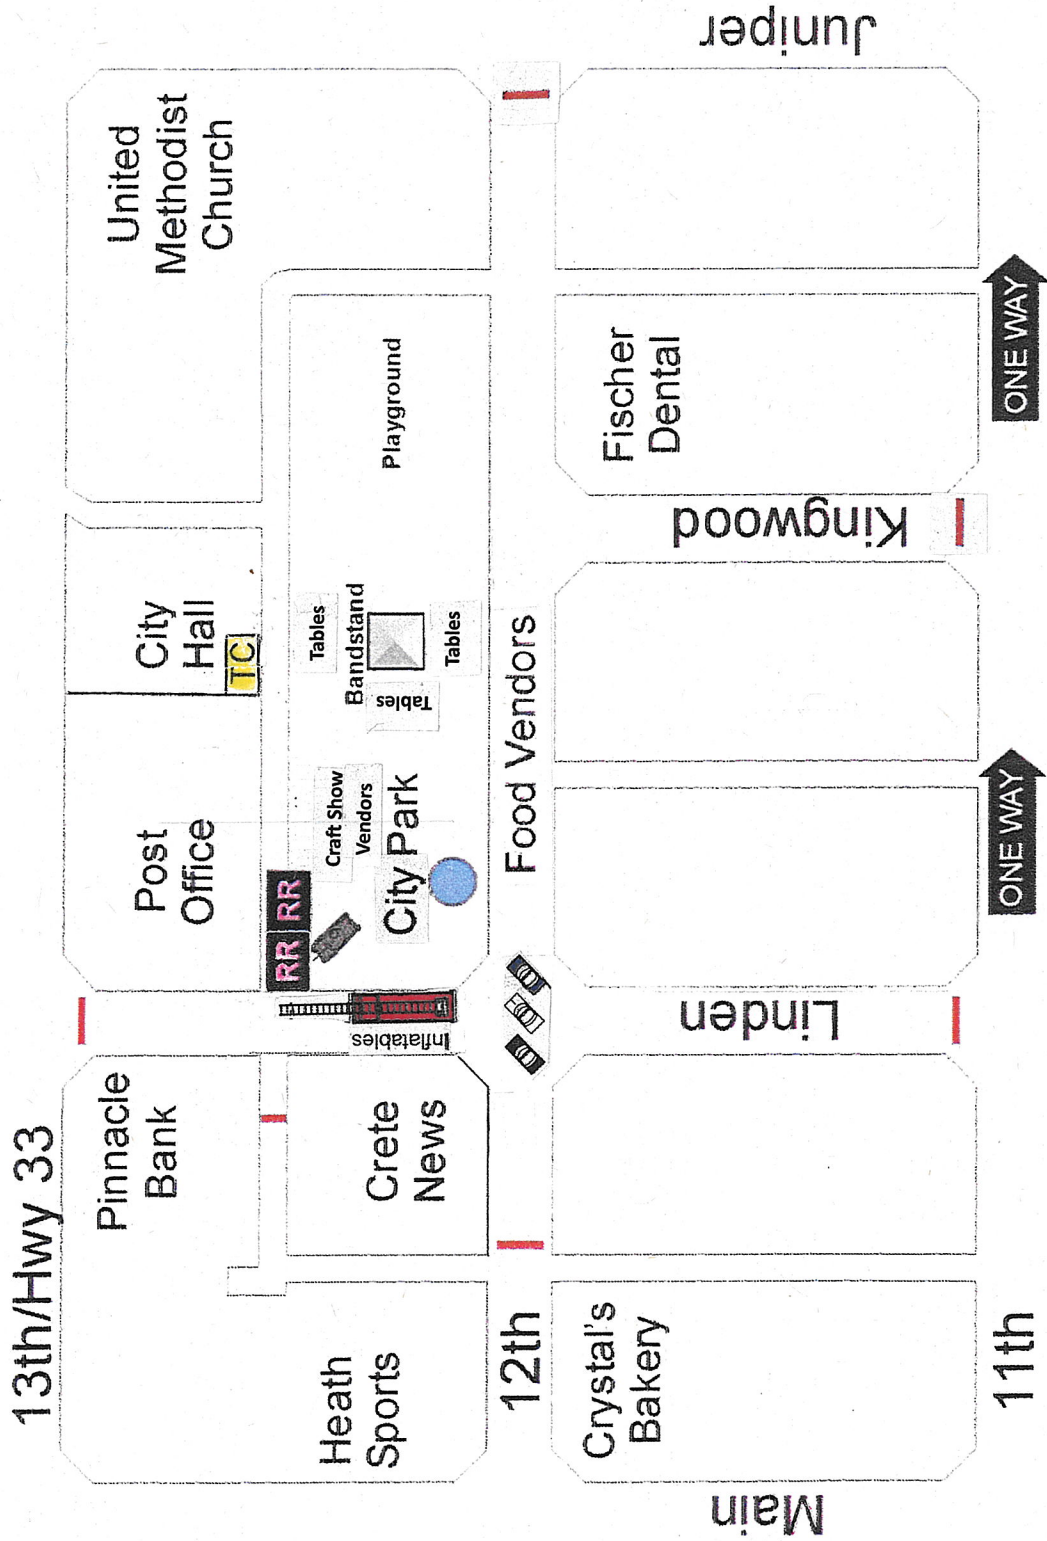 13th/Hwy 33
Pinnacle
Bank
Post
Office
City
Hall
TC
United
Methodist
Church
RR
RR
Inflatables
Heath
Sports
Crete
News
Craft Show
Vendors
City Park
Tables
Bandstand
Tables
Tables
Playground
12th
Food Vendors
Crystal's
Bakery
Fischer
Dental
Main
Linden
Kingwood
Juniper
11th
ONE WAY
ONE WAY